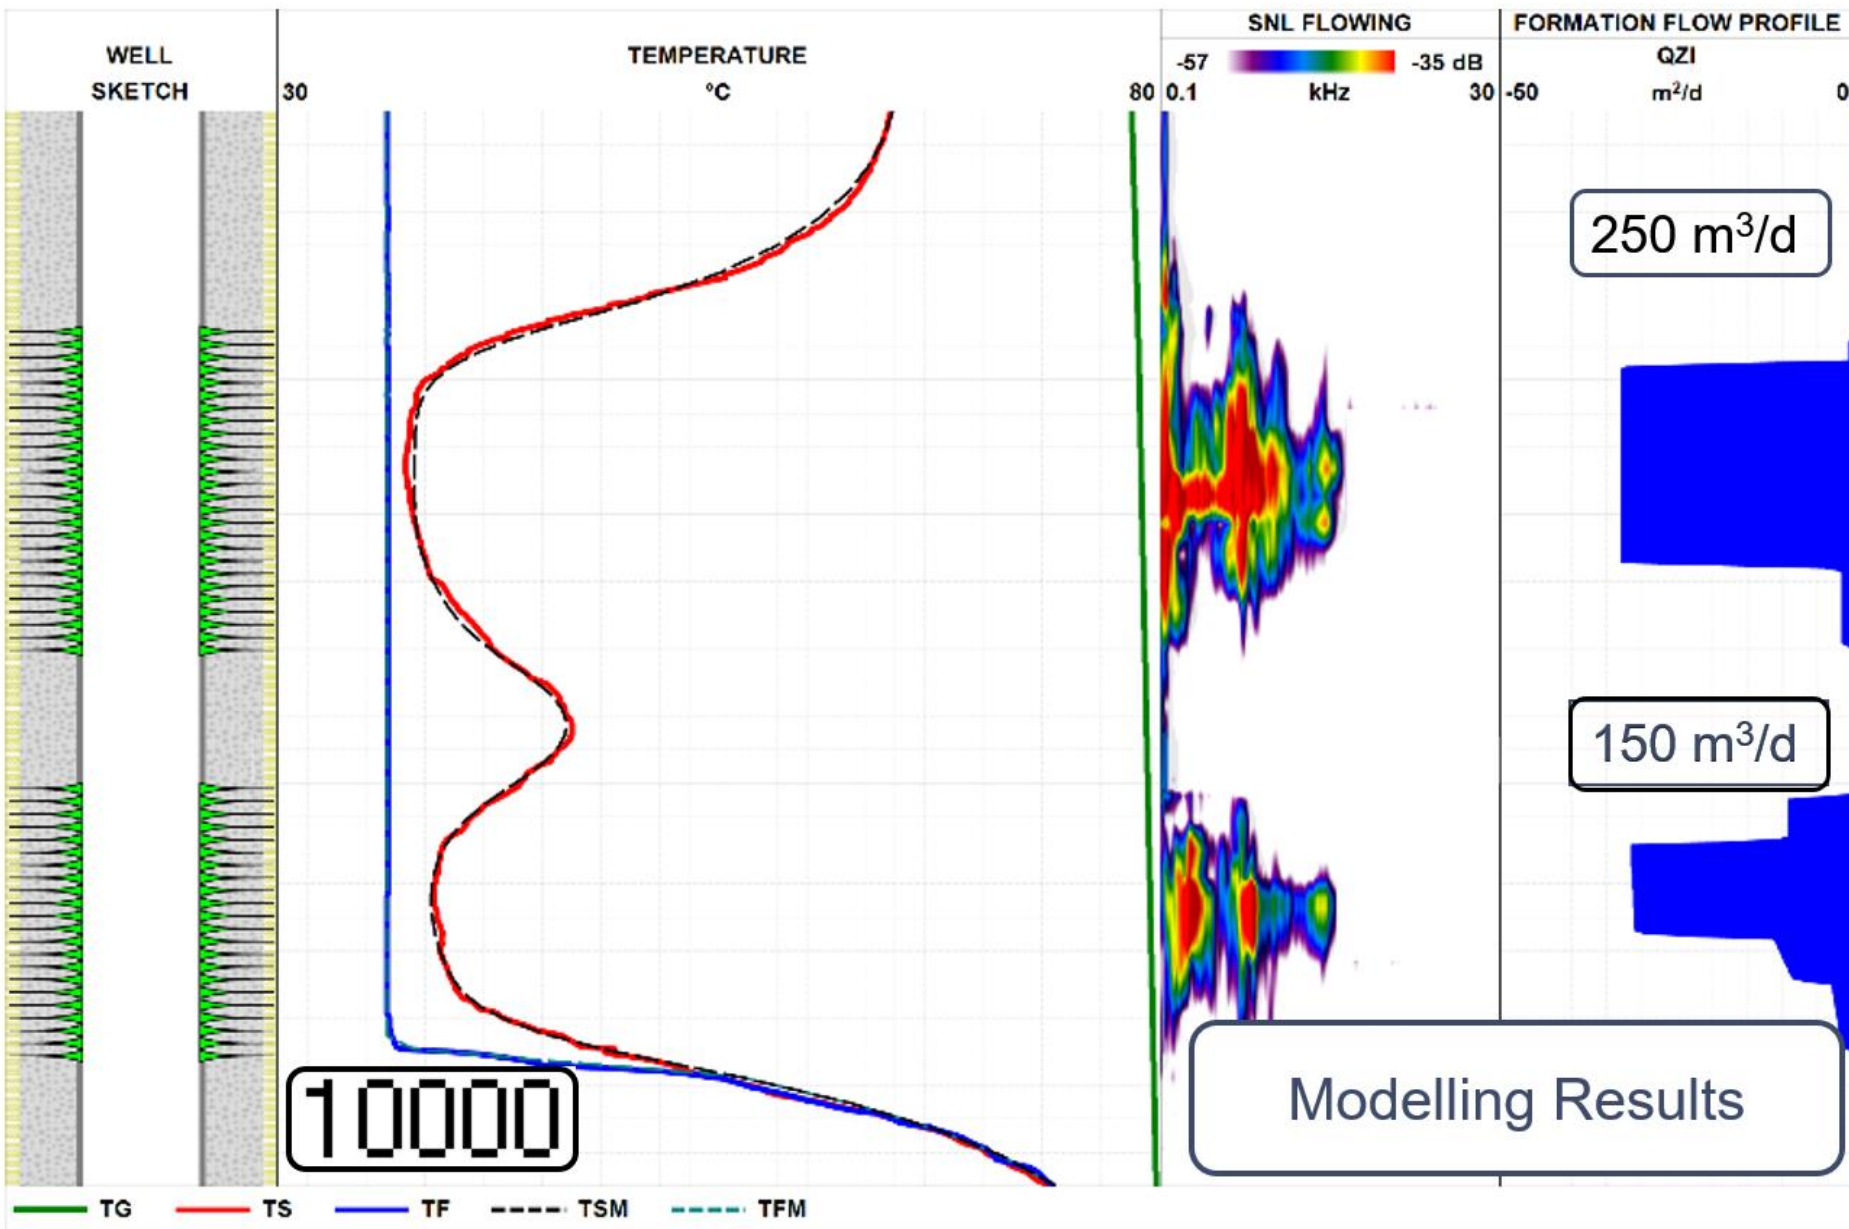 WELL
SKETCH
TEMPERATURE
30 °C 80
SNL FLOWING
-57 -35 dB
0.1 kHz 30
FORMATION FLOW PROFILE
QZI
-50 m²/d 0
250 m³/d
150 m³/d
10000
Modelling Results
TG TS TF TSM TFM